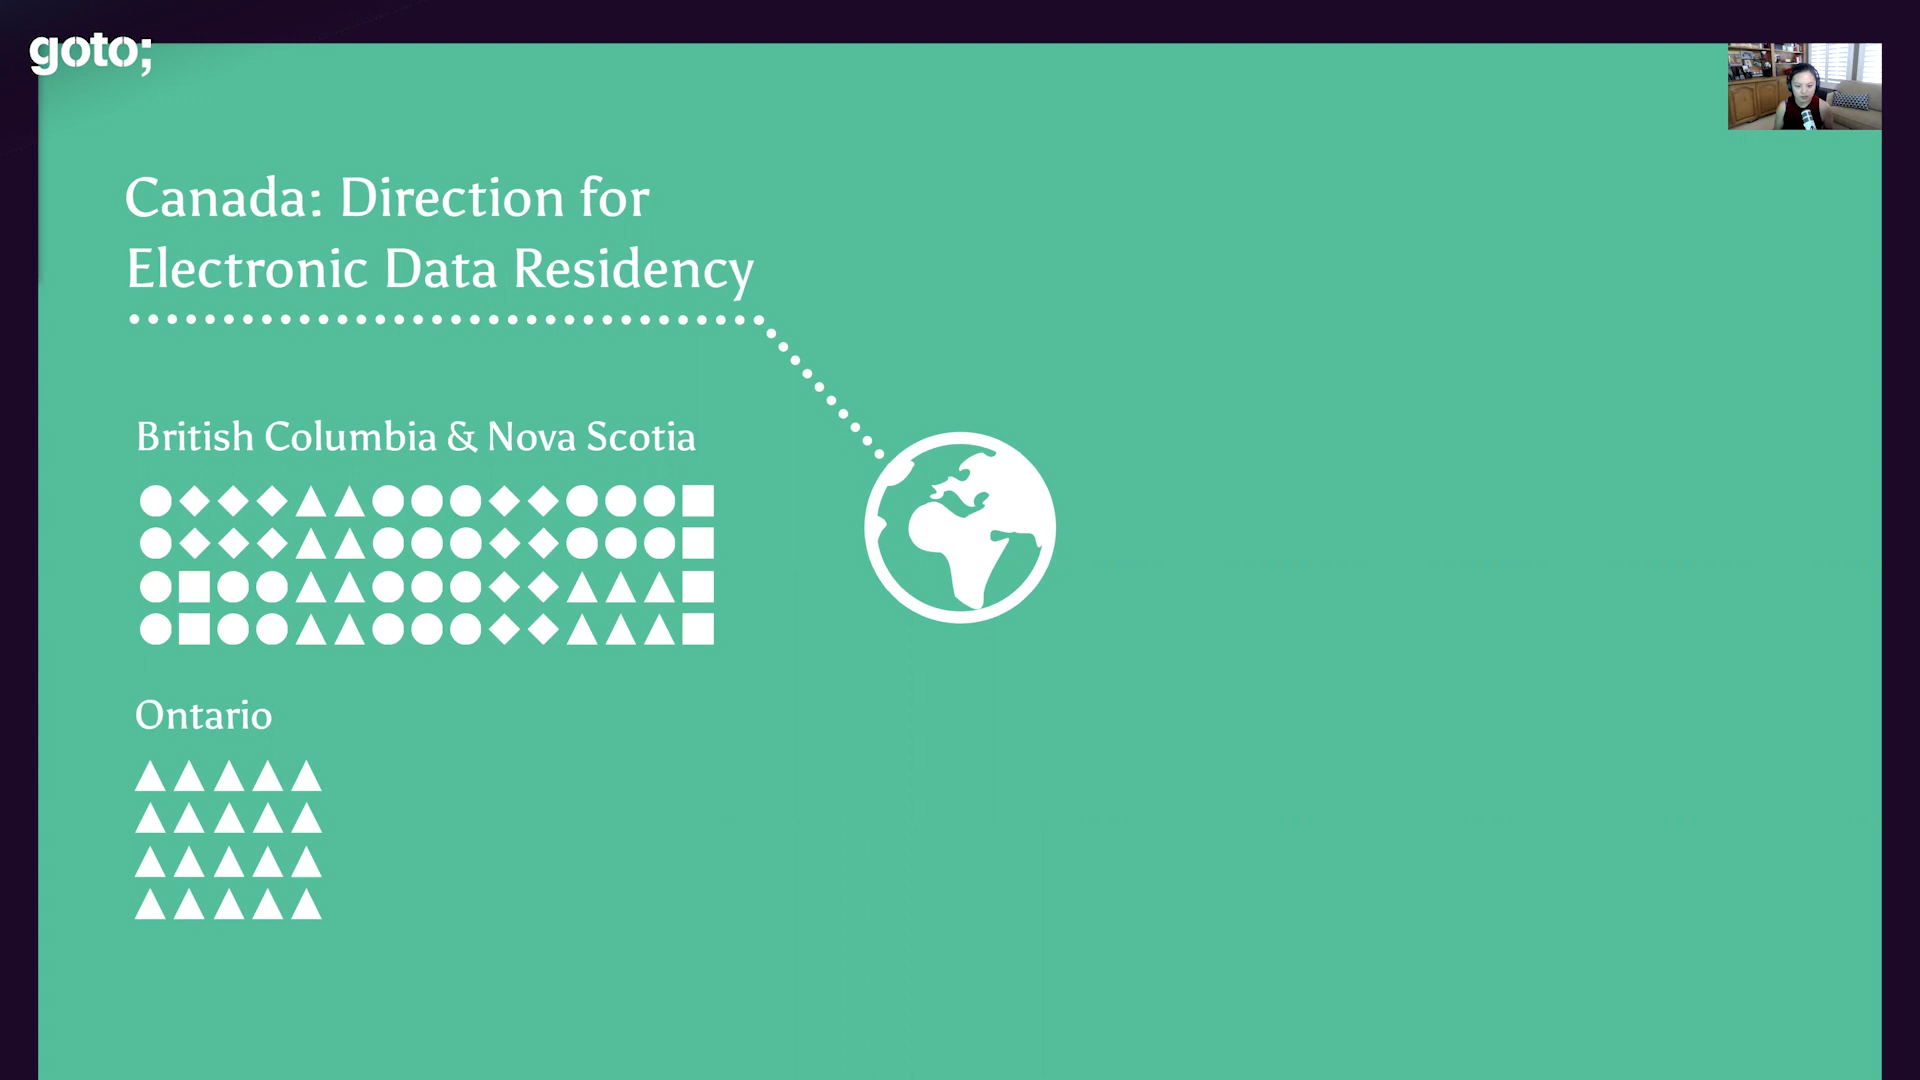 goto;
Canada: Direction for
Electronic Data Residency
British Columbia & Nova Scotia
Ontario